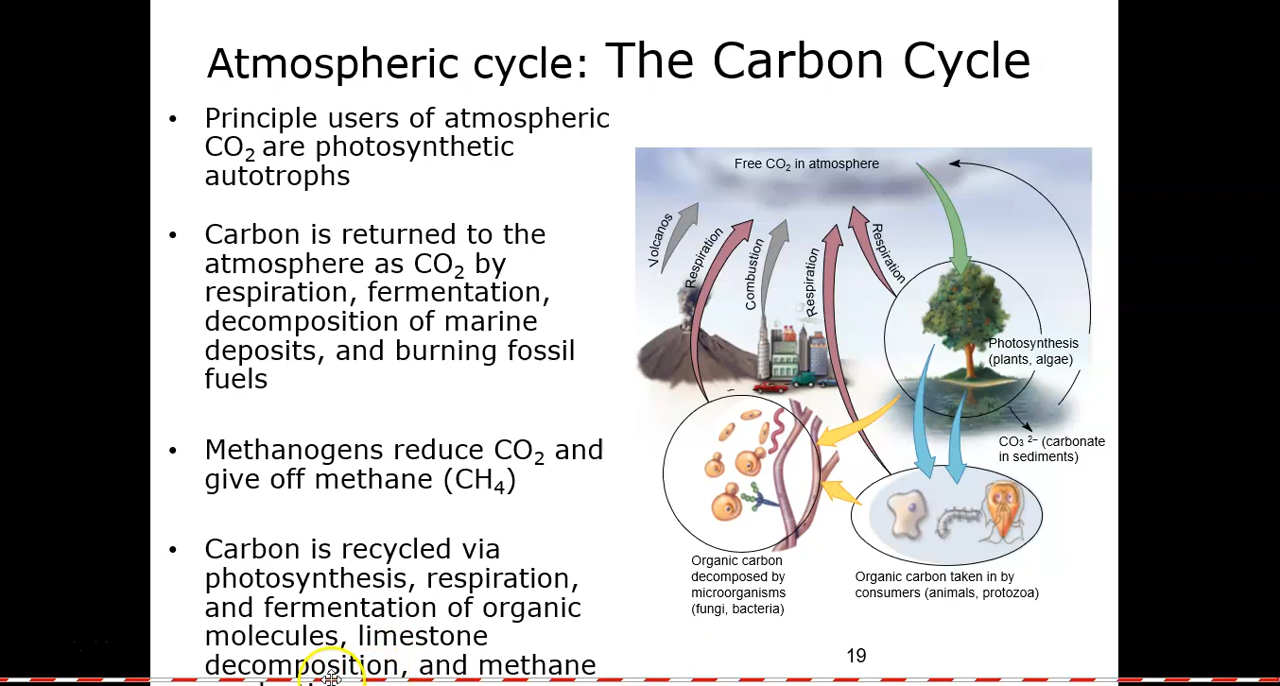 Atmospheric cycle: The Carbon Cycle
• Principle users of atmospheric
CO₂ are photosynthetic
autotrophs
• Carbon is returned to the
atmosphere as CO₂ by
respiration, fermentation,
decomposition of marine
deposits, and burning fossil
fuels
• Methanogens reduce CO₂ and
give off methane (CH₄)
• Carbon is recycled via
photosynthesis, respiration,
and fermentation of organic
molecules, limestone
decomposition, and methane
Free CO₂ in atmosphere
Volcanos
Respiration
Combustion
Respiration
Respiration
Photosynthesis
(plants, algae)
CO₃ ²⁻ (carbonate
in sediments)
Organic carbon
decomposed by
microorganisms
(fungi, bacteria)
Organic carbon taken in by
consumers (animals, protozoa)
19